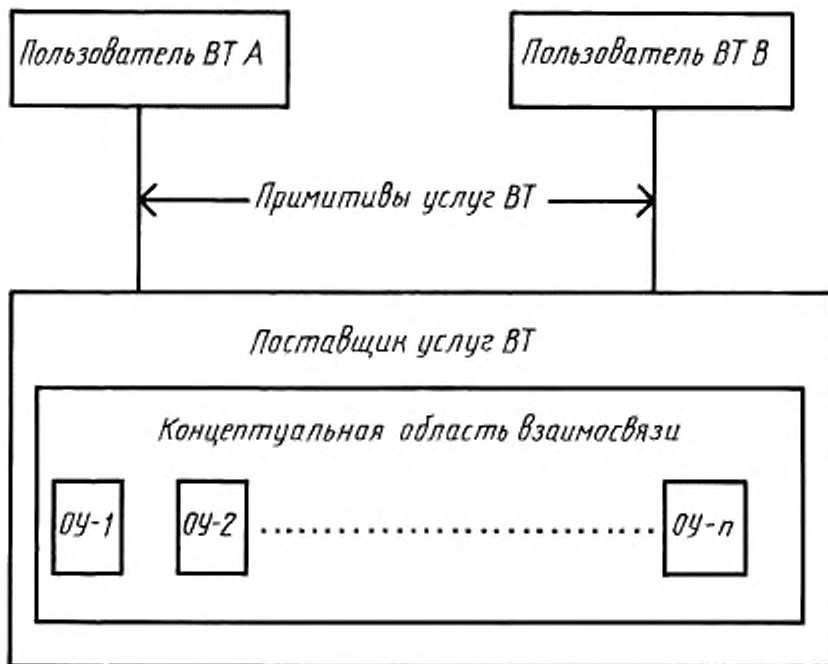 Пользователь ВТ А
Пользователь ВТ В
Примитивы услуг ВТ
Поставщик услуг ВТ
Концептуальная область взаимосвязи
ОУ-1
ОУ-2
ОУ-n